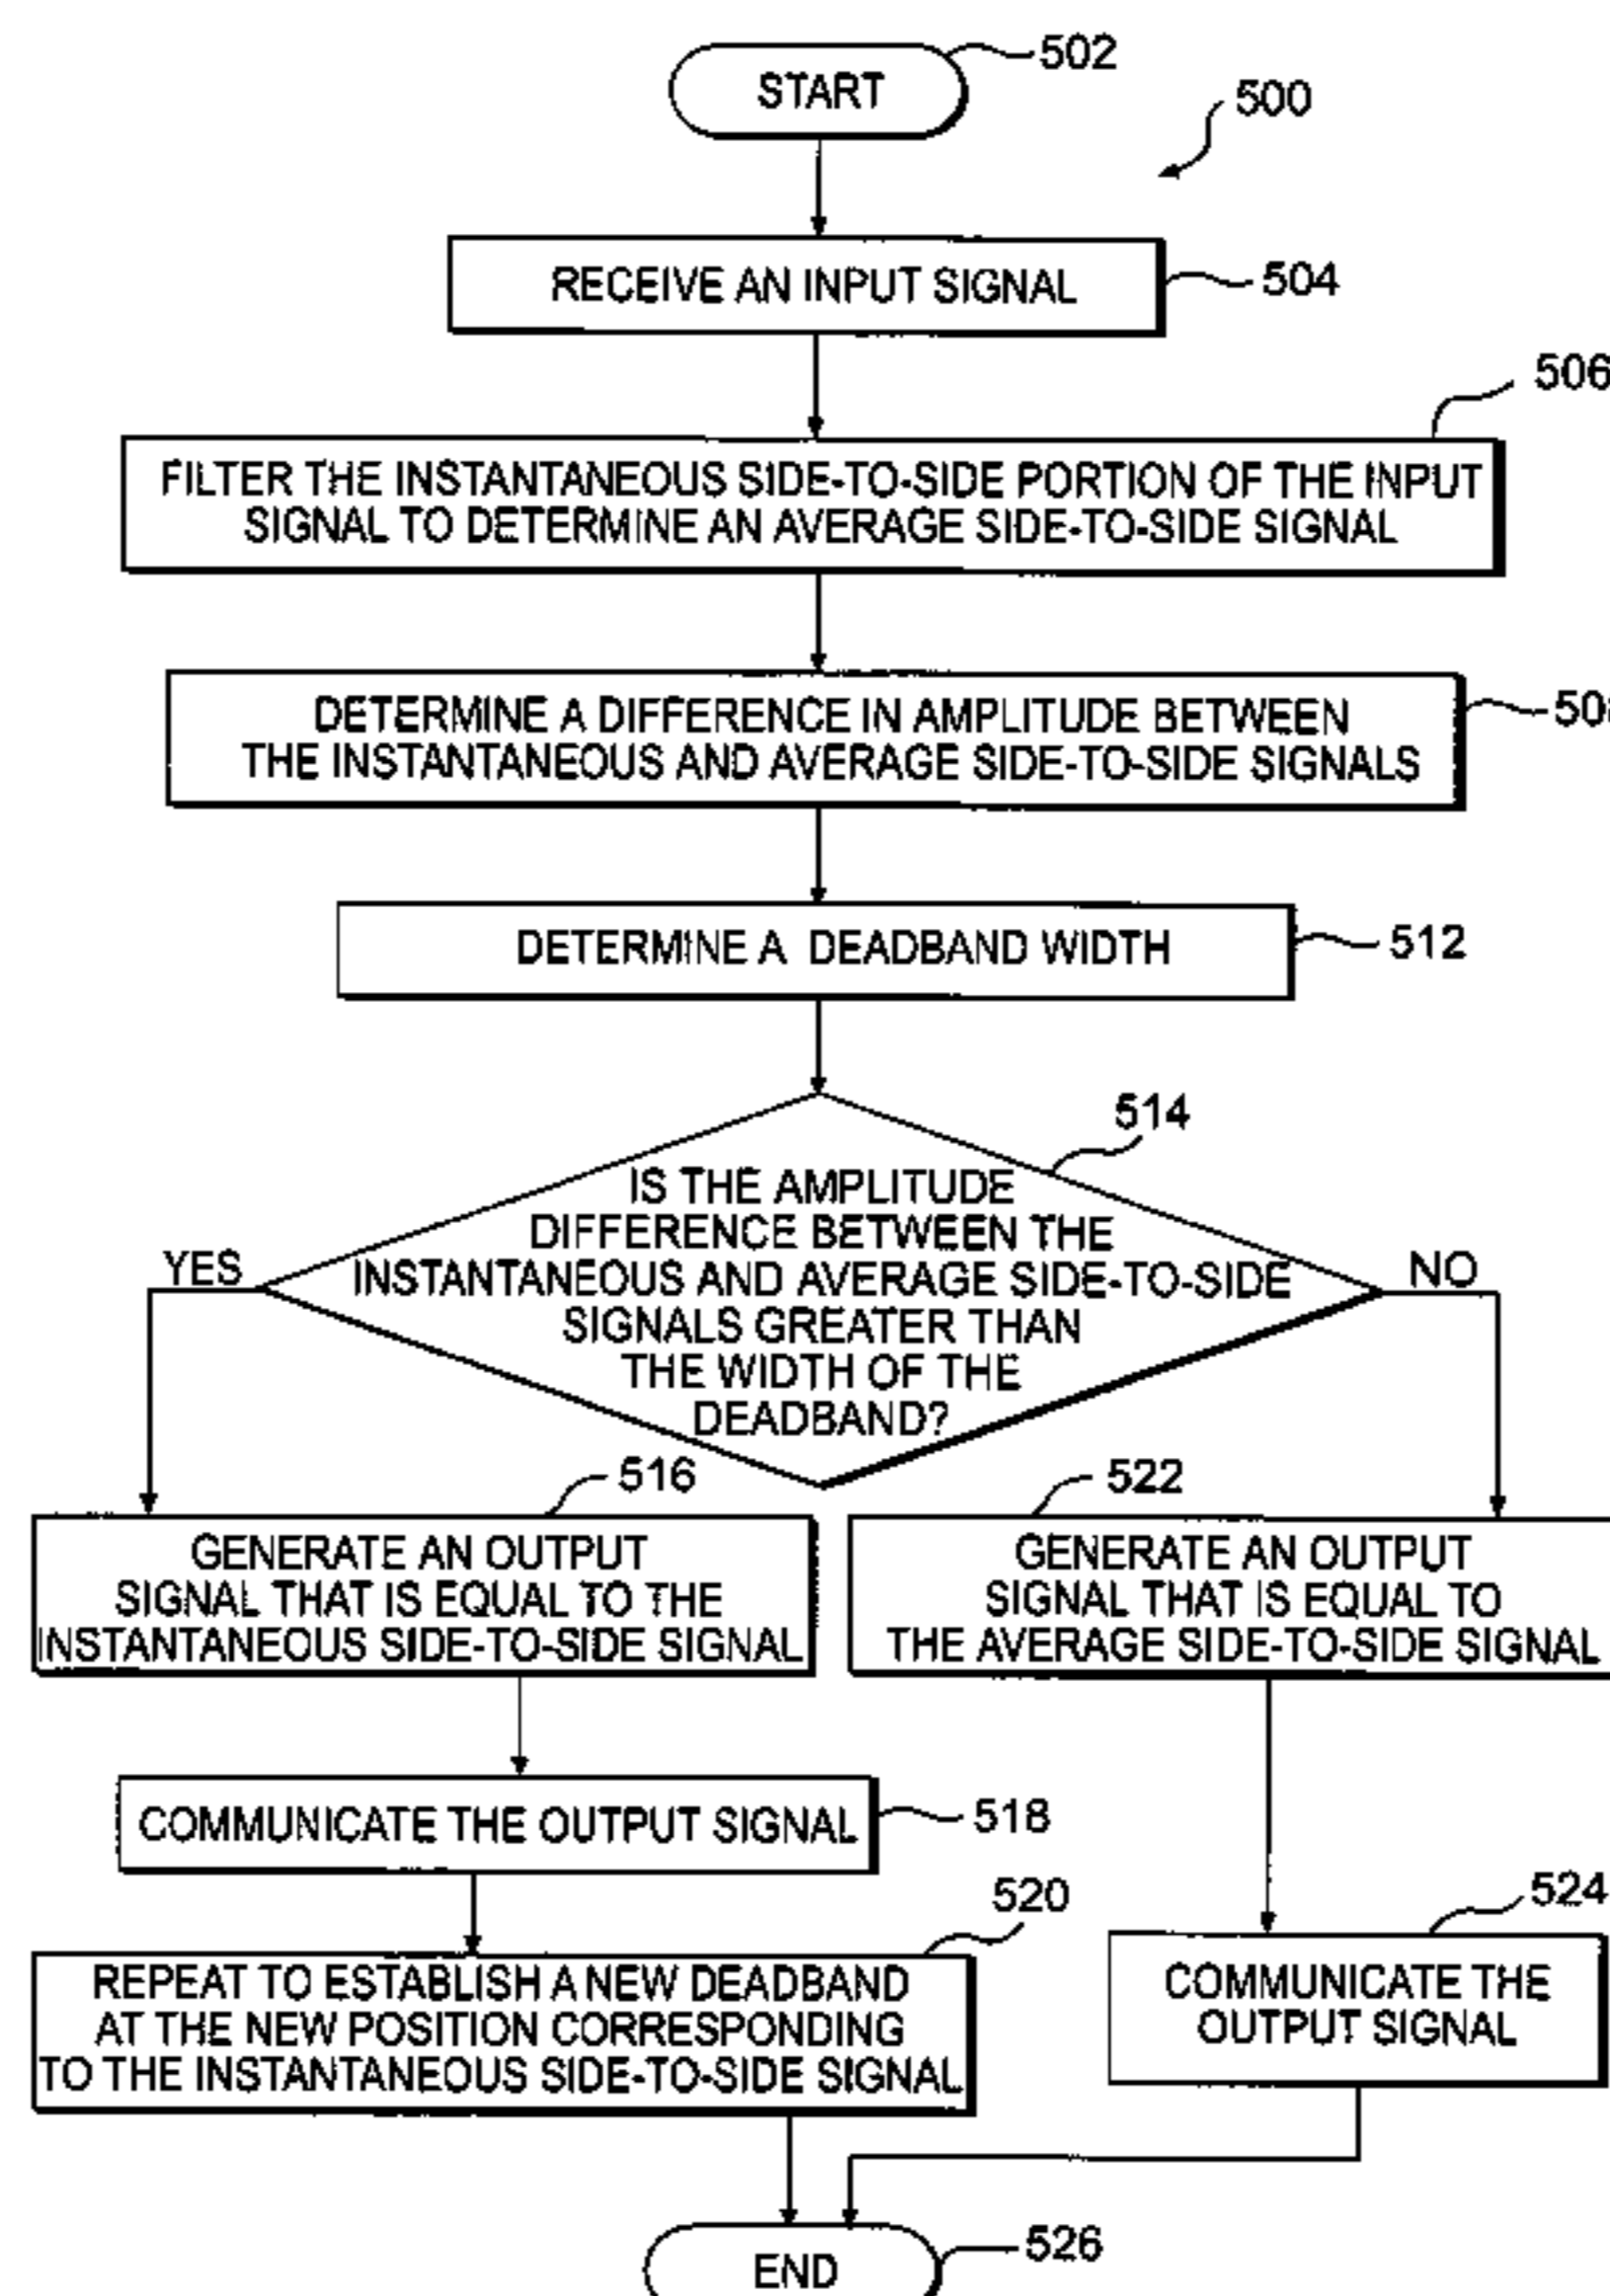 START
502
500
RECEIVE AN INPUT SIGNAL
504
506
FILTER THE INSTANTANEOUS SIDE-TO-SIDE PORTION OF THE INPUT
SIGNAL TO DETERMINE AN AVERAGE SIDE-TO-SIDE SIGNAL
DETERMINE A DIFFERENCE IN AMPLITUDE BETWEEN
THE INSTANTANEOUS AND AVERAGE SIDE-TO-SIDE SIGNALS
DETERMINE A DEADBAND WIDTH
512
514
IS THE AMPLITUDE
DIFFERENCE BETWEEN THE
INSTANTANEOUS AND AVERAGE SIDE-TO-SIDE
SIGNALS GREATER THAN
THE WIDTH OF THE
DEADBAND?
YES
NO
516
GENERATE AN OUTPUT
SIGNAL THAT IS EQUAL TO THE
INSTANTANEOUS SIDE-TO-SIDE SIGNAL
522
GENERATE AN OUTPUT
SIGNAL THAT IS EQUAL TO
THE AVERAGE SIDE-TO-SIDE SIGNAL
COMMUNICATE THE OUTPUT SIGNAL
518
520
REPEAT TO ESTABLISH A NEW DEADBAND
AT THE NEW POSITION CORRESPONDING
TO THE INSTANTANEOUS SIDE-TO-SIDE SIGNAL
524
COMMUNICATE THE
OUTPUT SIGNAL
END
526